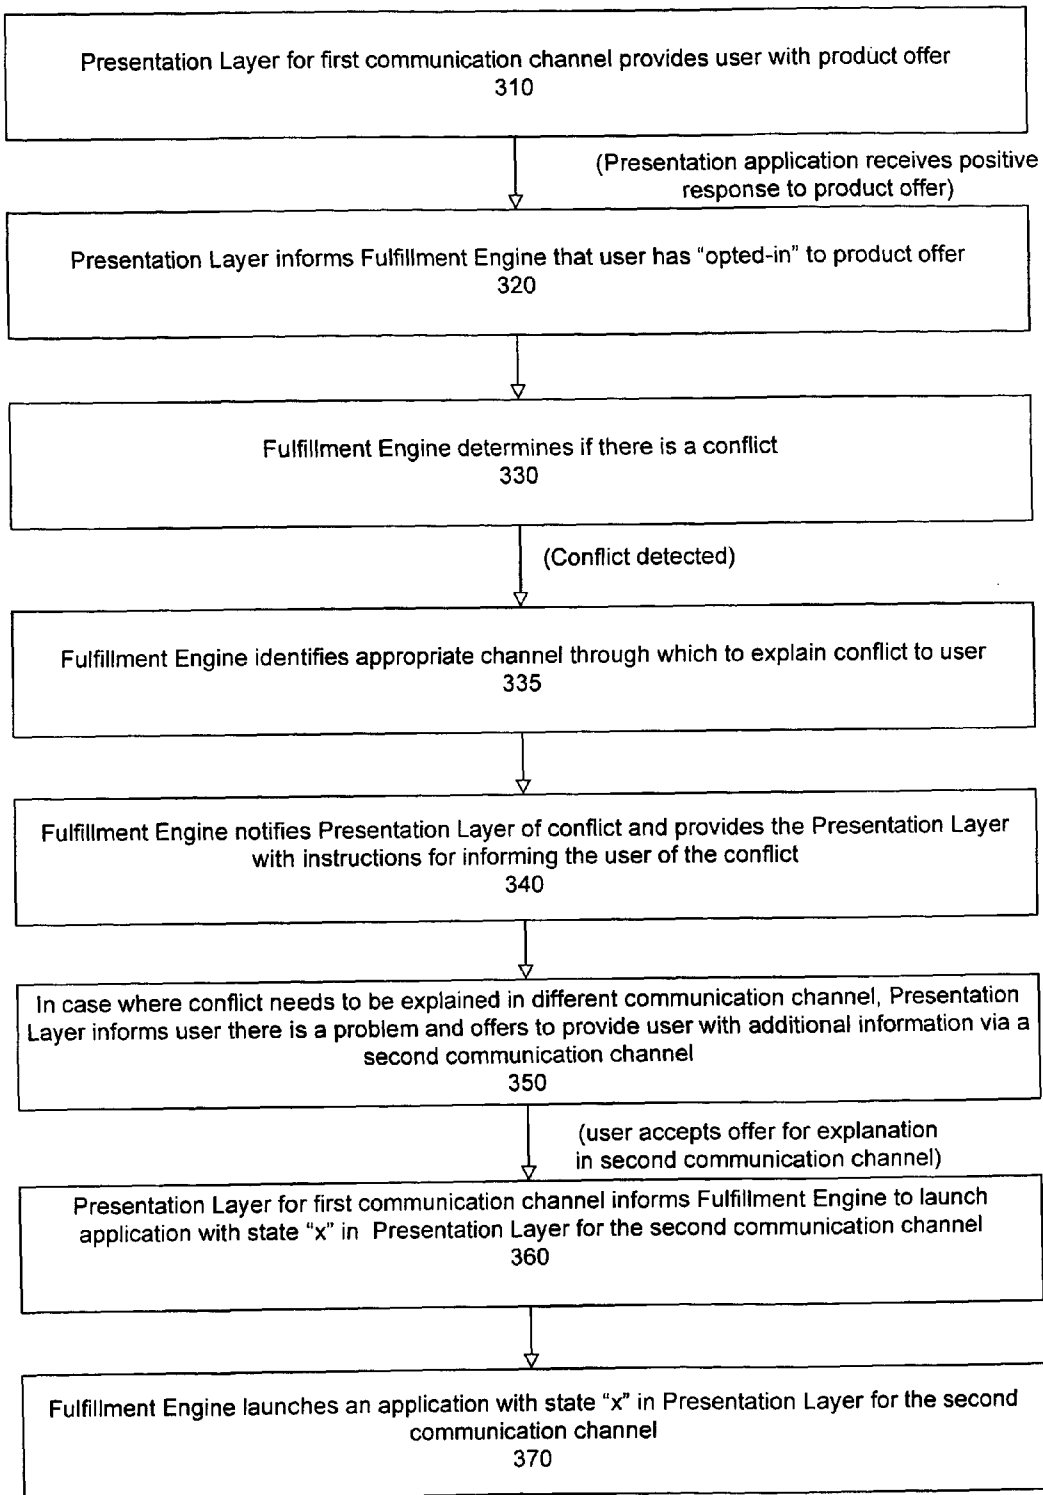 Presentation Layer for first communication channel provides user with product offer
310
(Presentation application receives positive
response to product offer)
Presentation Layer informs Fulfillment Engine that user has “opted-in” to product offer
320
Fulfillment Engine determines if there is a conflict
330
(Conflict detected)
Fulfillment Engine identifies appropriate channel through which to explain conflict to user
335
Fulfillment Engine notifies Presentation Layer of conflict and provides the Presentation Layer
with instructions for informing the user of the conflict
340
In case where conflict needs to be explained in different communication channel, Presentation
Layer informs user there is a problem and offers to provide user with additional information via a
second communication channel
350
(user accepts offer for explanation
in second communication channel)
Presentation Layer for first communication channel informs Fulfillment Engine to launch
application with state “x” in Presentation Layer for the second communication channel
360
Fulfillment Engine launches an application with state “x” in Presentation Layer for the second
communication channel
370